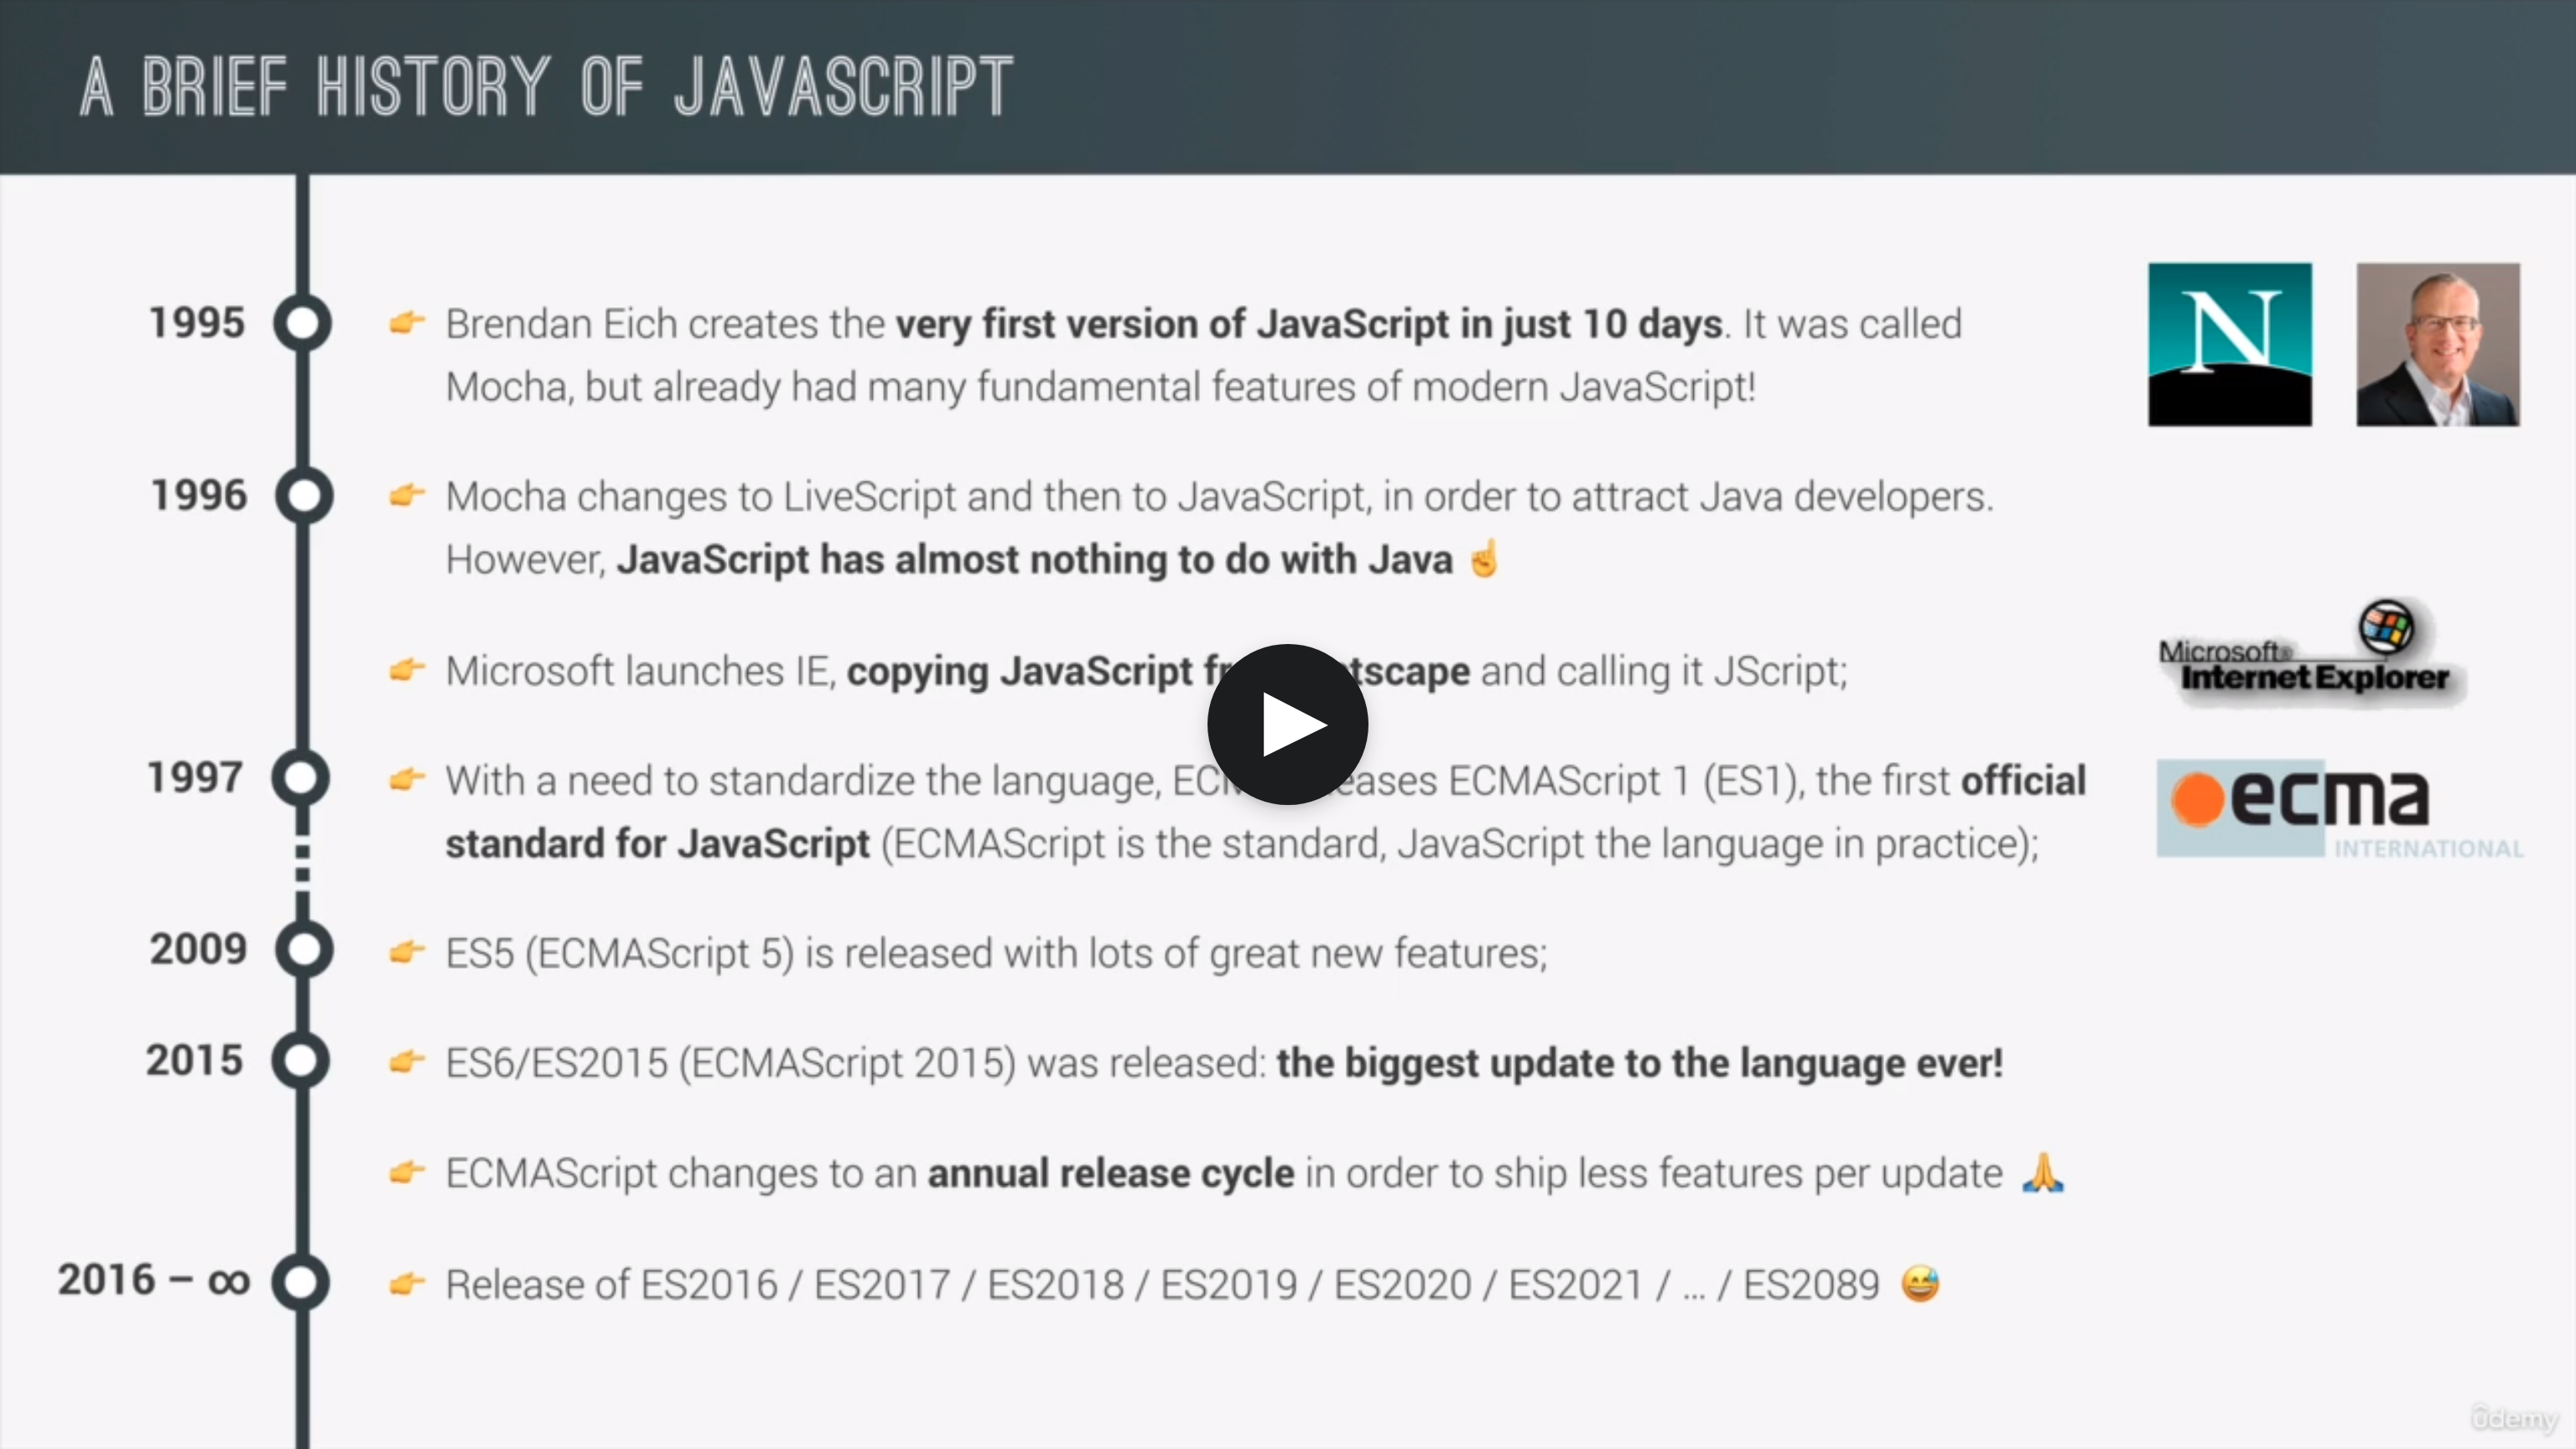 A BRIEF HISTORY OF JAVASCRIPT
1995
👉 Brendan Eich creates the very first version of JavaScript in just 10 days. It was called
Mocha, but already had many fundamental features of modern JavaScript!
N
1996
👉 Mocha changes to LiveScript and then to JavaScript, in order to attract Java developers.
However, JavaScript has almost nothing to do with Java ☝️
👉 Microsoft launches IE, copying JavaScript and calling it JScript;
Microsoft®
Internet Explorer
1997
👉 With a need to standardize the language, ECMAScript 1 (ES1), the first official
standard for JavaScript (ECMAScript is the standard, JavaScript the language in practice);
ecma
INTERNATIONAL
2009
👉 ES5 (ECMAScript 5) is released with lots of great new features;
2015
👉 ES6/ES2015 (ECMAScript 2015) was released: the biggest update to the language ever!
👉 ECMAScript changes to an annual release cycle in order to ship less features per update 🙏
2016 – ∞
👉 Release of ES2016 / ES2017 / ES2018 / ES2019 / ES2020 / ES2021 / ... / ES2089 😅
ûdemy